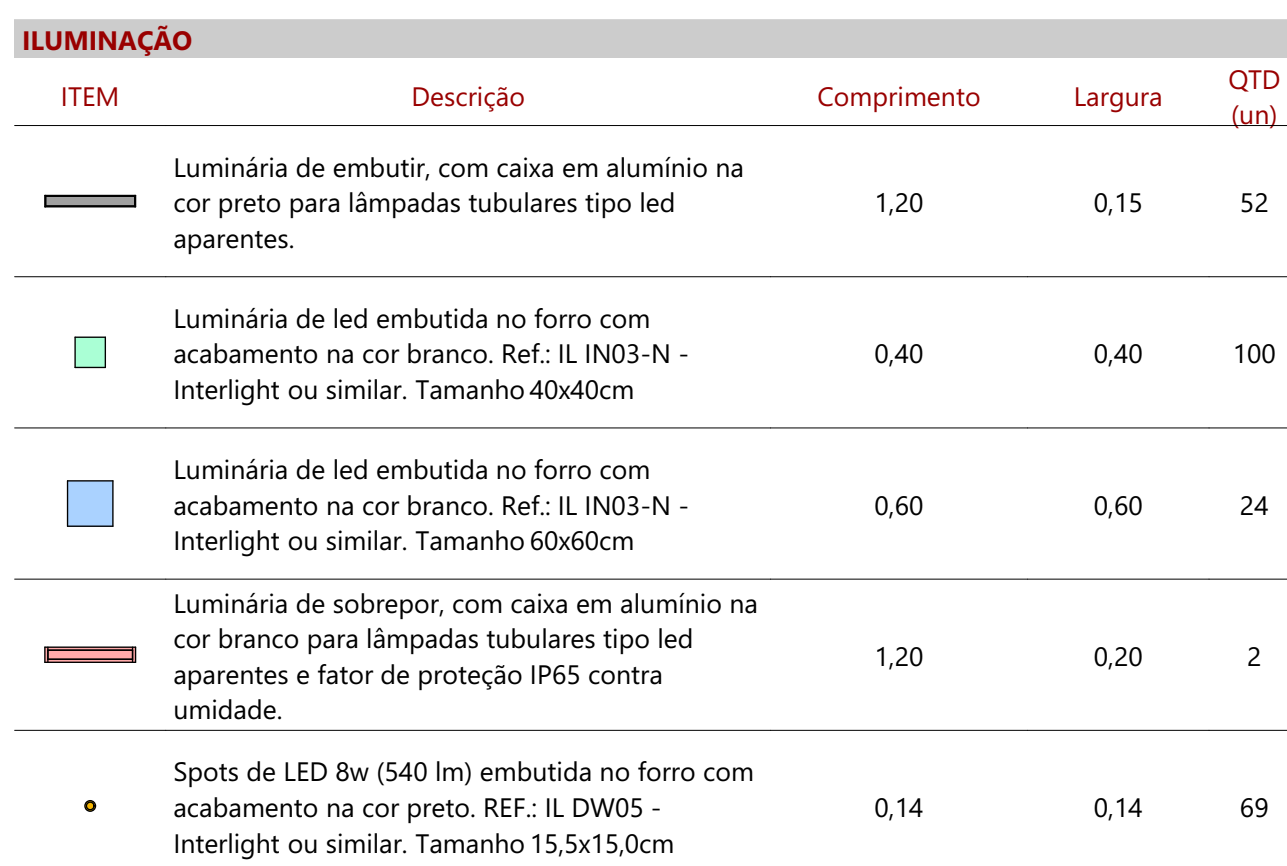 ILUMINAÇÃO
ITEM Descrição Comprimento Largura QTD (un)
Luminária de embutir, com caixa em alumínio na
cor preto para lâmpadas tubulares tipo led
aparentes.
1,20 0,15 52
Luminária de led embutida no forro com
acabamento na cor branco. Ref.: IL IN03-N -
Interlight ou similar. Tamanho 40x40cm
0,40 0,40 100
Luminária de led embutida no forro com
acabamento na cor branco. Ref.: IL IN03-N -
Interlight ou similar. Tamanho 60x60cm
0,60 0,60 24
Luminária de sobrepor, com caixa em alumínio na
cor branco para lâmpadas tubulares tipo led
aparentes e fator de proteção IP65 contra
umidade.
1,20 0,20 2
Spots de LED 8w (540 lm) embutida no forro com
acabamento na cor preto. REF.: IL DW05 -
Interlight ou similar. Tamanho 15,5x15,0cm
0,14 0,14 69